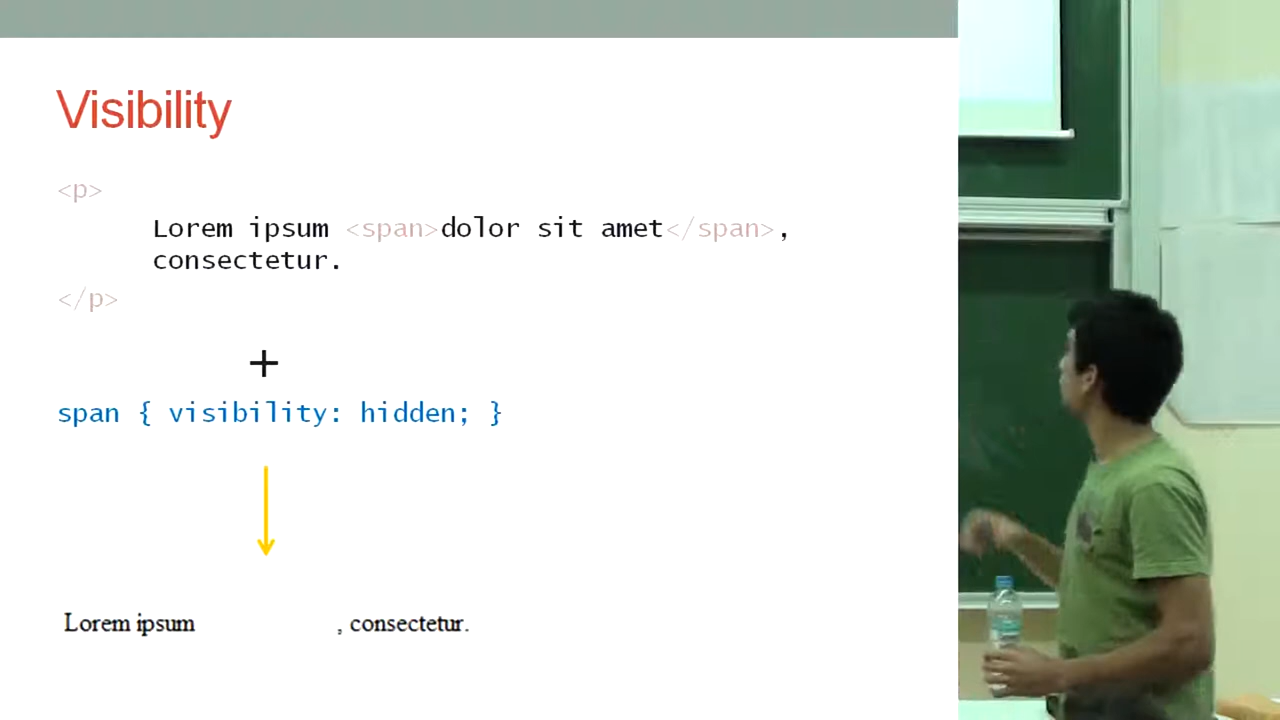 Visibility
<p>
Lorem ipsum <span>dolor sit amet</span>,
consectetur.
</p>
+
span { visibility: hidden; }
Lorem ipsum , consectetur.